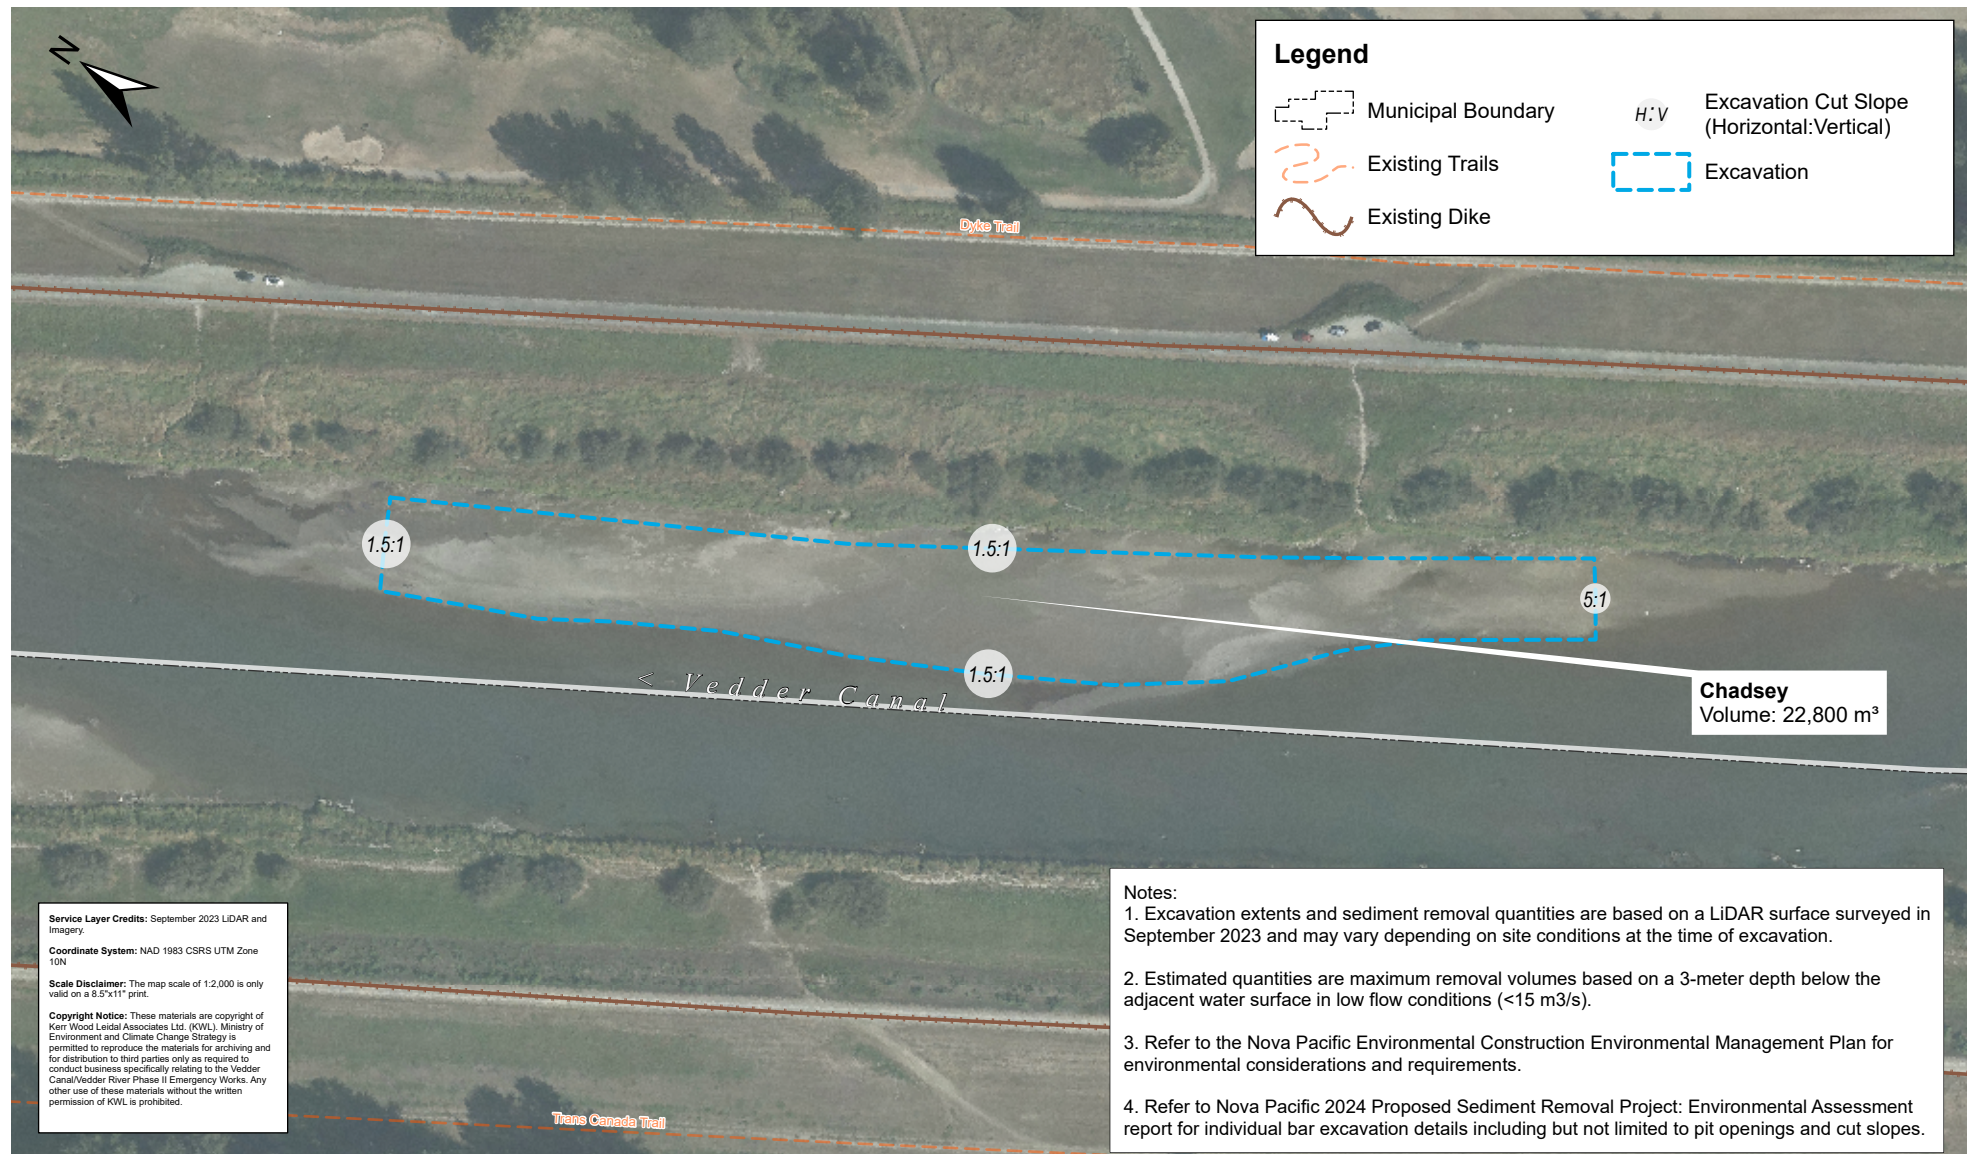 N
Legend
Municipal Boundary
Existing Trails
Existing Dike
H:V
Excavation Cut Slope
(Horizontal:Vertical)
Excavation
Dyke Trail
1.5:1
1.5:1
5:1
1.5:1
< Vedder Canal
Chadsey
Volume: 22,800 m³
Service Layer Credits: September 2023 LiDAR and
Imagery.
Coordinate System: NAD 1983 CSRS UTM Zone
10N
Scale Disclaimer: The map scale of 1:2,000 is only
valid on a 8.5"x11" print.
Copyright Notice: These materials are copyright of
Kerr Wood Leidal Associates Ltd. (KWL). Ministry of
Environment and Climate Change Strategy is
permitted to reproduce the materials for archiving and
for distribution to third parties only as required to
conduct business specifically relating to the Vedder
Canal/Vedder River Phase II Emergency Works. Any
other use of these materials without the written
permission of KWL is prohibited.
Trans Canada Trail
Notes:
1. Excavation extents and sediment removal quantities are based on a LiDAR surface surveyed in
September 2023 and may vary depending on site conditions at the time of excavation.
2. Estimated quantities are maximum removal volumes based on a 3-meter depth below the
adjacent water surface in low flow conditions (<15 m3/s).
3. Refer to the Nova Pacific Environmental Construction Environmental Management Plan for
environmental considerations and requirements.
4. Refer to Nova Pacific 2024 Proposed Sediment Removal Project: Environmental Assessment
report for individual bar excavation details including but not limited to pit openings and cut slopes.